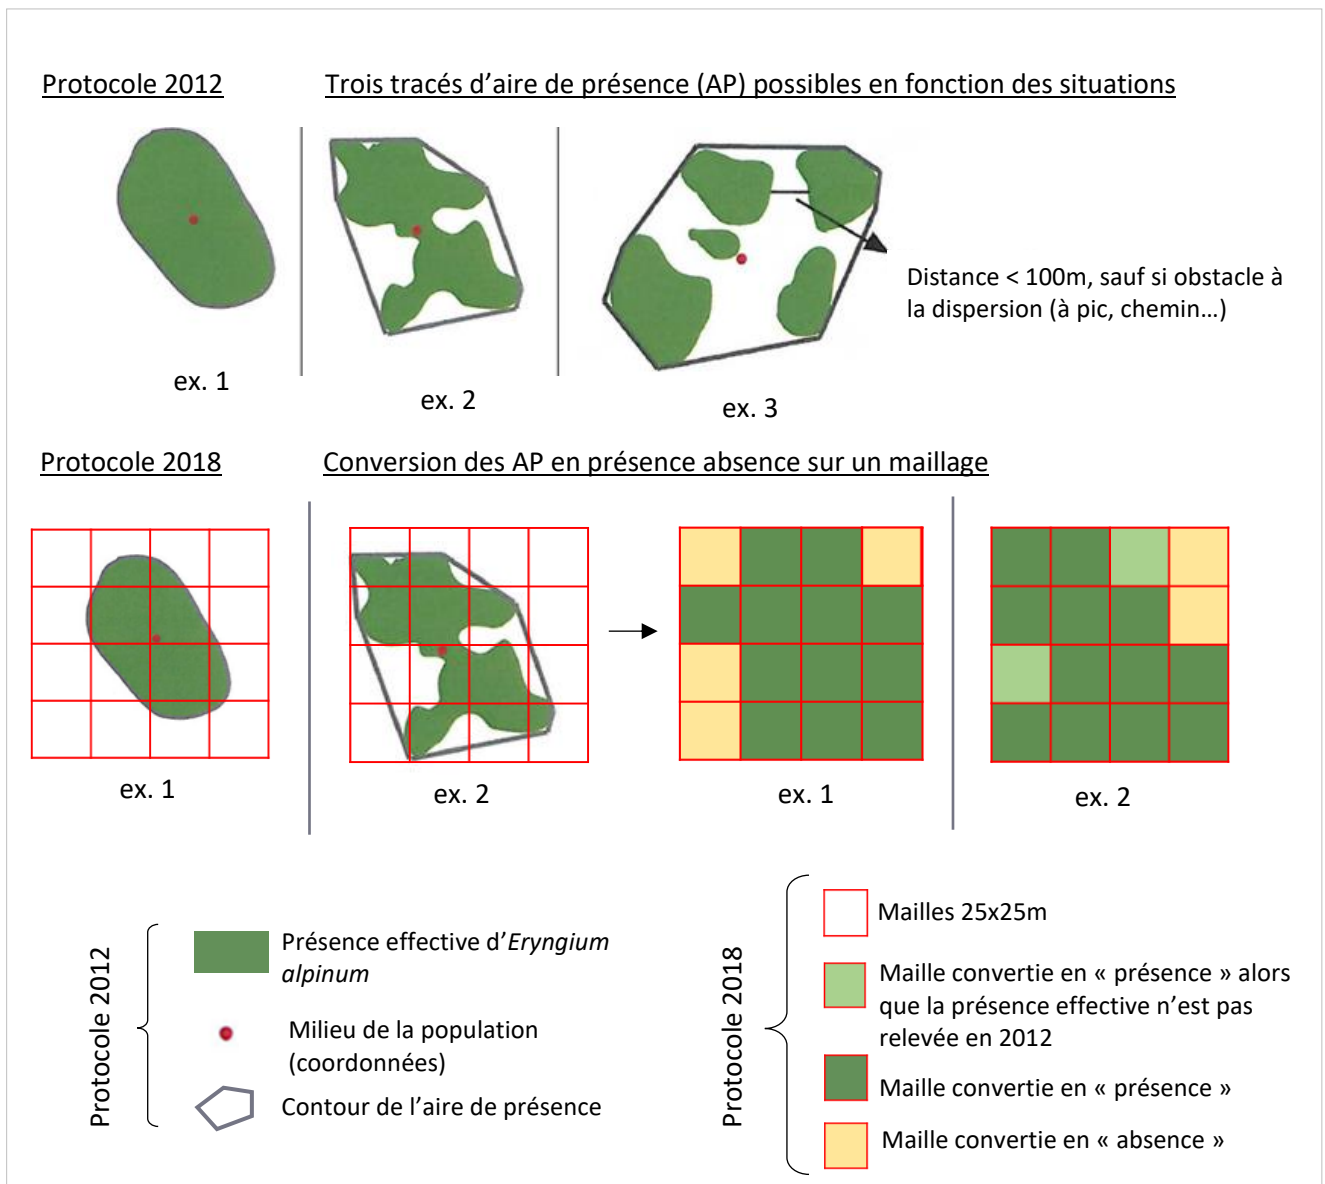 Protocole 2012
Trois tracés d’aire de présence (AP) possibles en fonction des situations
Distance < 100m, sauf si obstacle à
la dispersion (à pic, chemin…)
ex. 1
ex. 2
ex. 3
Protocole 2018
Conversion des AP en présence absence sur un maillage
ex. 1
ex. 2
ex. 1
ex. 2
Protocole 2012
Présence effective d’Eryngium
alpinum
Milieu de la population
(coordonnées)
Contour de l’aire de présence
Protocole 2018
Mailles 25x25m
Maille convertie en « présence » alors
que la présence effective n’est pas
relevée en 2012
Maille convertie en « présence »
Maille convertie en « absence »